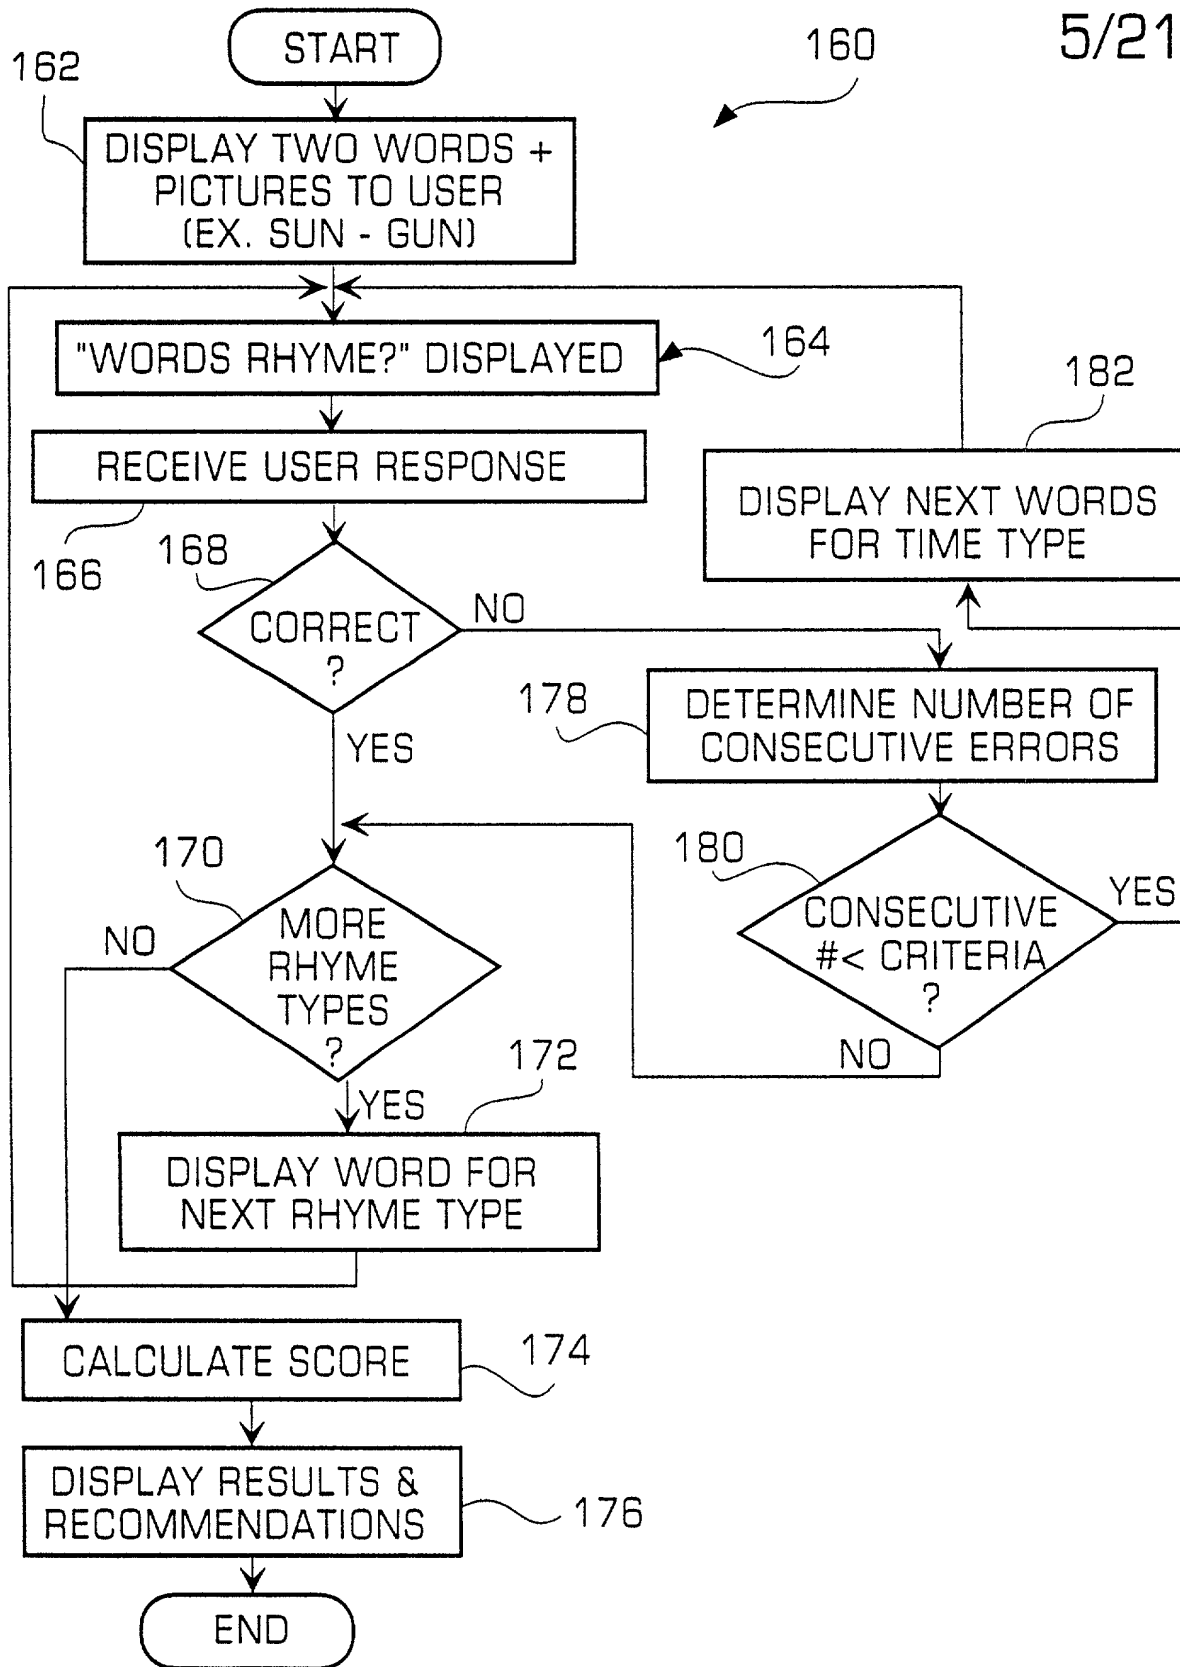 5/21
160
START
162
DISPLAY TWO WORDS +
PICTURES TO USER
(EX. SUN - GUN)
"WORDS RHYME?" DISPLAYED
164
RECEIVE USER RESPONSE
166
182
DISPLAY NEXT WORDS
FOR TIME TYPE
168
CORRECT
?
NO
YES
178
DETERMINE NUMBER OF
CONSECUTIVE ERRORS
180
CONSECUTIVE
#< CRITERIA
?
YES
NO
170
MORE
RHYME
TYPES
?
NO
YES
172
DISPLAY WORD FOR
NEXT RHYME TYPE
CALCULATE SCORE
174
DISPLAY RESULTS &
RECOMMENDATIONS
176
END